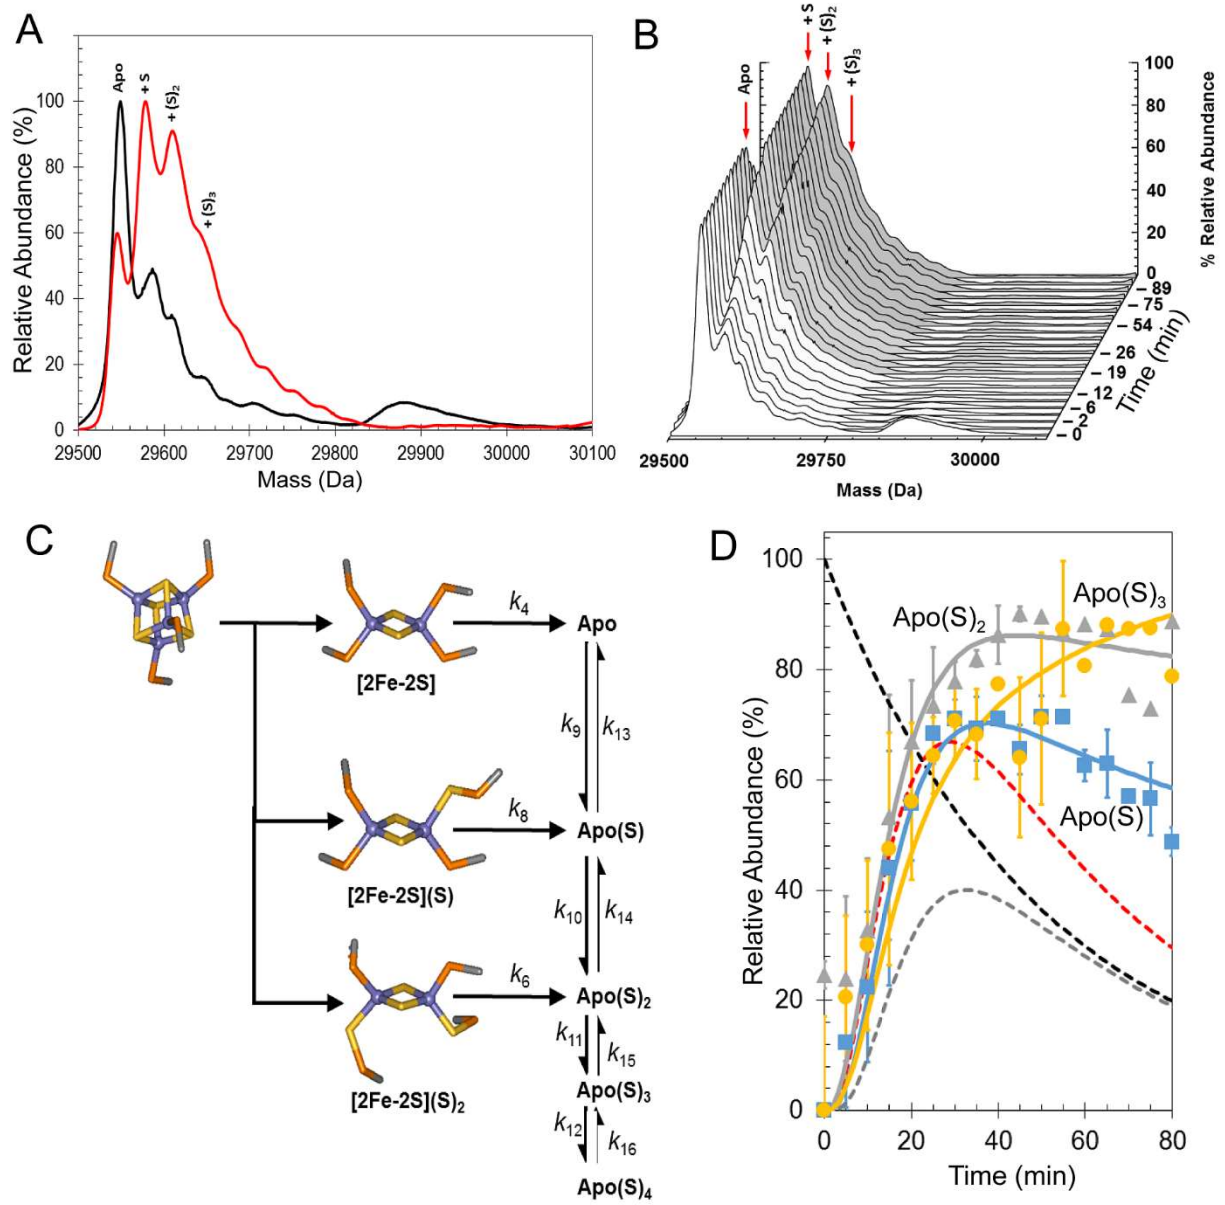 A
Apo
+ S
+ (S)₂
+ (S)₃
100
80
60
40
20
0
Relative Abundance (%)
29500
29600
29700
29800
29900
30000
30100
Mass (Da)
B
Apo
+ S
+ (S)₂
+ (S)₃
100
80
60
40
20
0
% Relative Abundance
89
75
54
26
19
12
6
2
0
Time (min)
29500
29750
30000
Mass (Da)
C
[2Fe-2S]
k₄
Apo
k₉
k₁₃
[2Fe-2S](S)
k₈
Apo(S)
k₁₀
k₁₄
[2Fe-2S](S)₂
k₆
Apo(S)₂
k₁₁
k₁₅
Apo(S)₃
k₁₂
k₁₆
Apo(S)₄
D
100
80
60
40
20
0
Relative Abundance (%)
Apo(S)₂
Apo(S)₃
Apo(S)
0
20
40
60
80
Time (min)